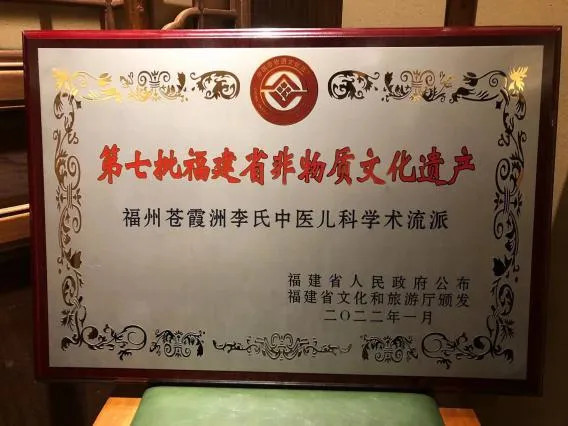 第七批福建省非物质文化遗产
福州苍霞洲李氏中医儿科学术流派
福建省人民政府公布
福建省文化和旅游厅颁发
二〇二二年一月